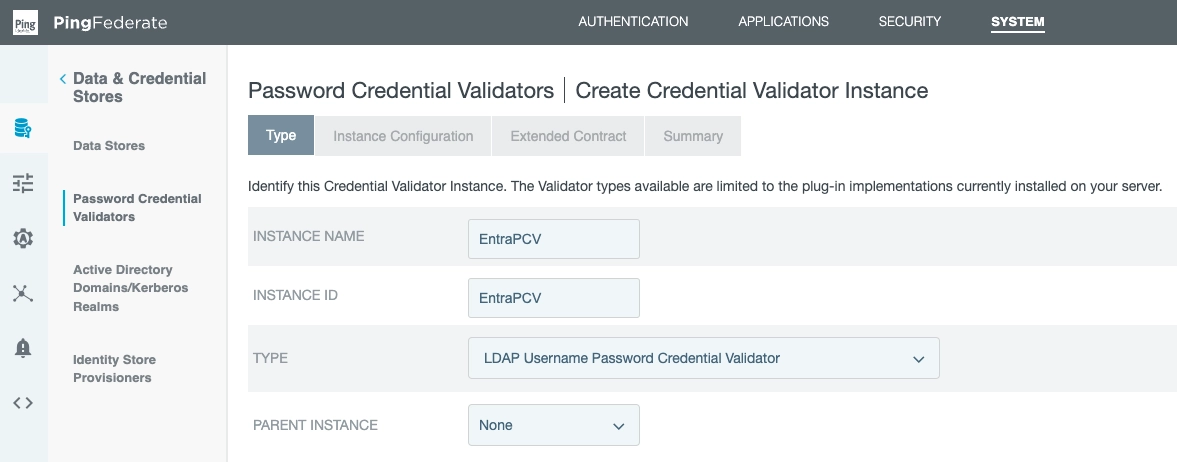 Ping
PingFederate
AUTHENTICATION
APPLICATIONS
SECURITY
SYSTEM
Data & Credential
Stores
Data Stores
Password Credential
Validators
Active Directory
Domains/Kerberos
Realms
Identity Store
Provisioners
Password Credential Validators | Create Credential Validator Instance
Type
Instance Configuration
Extended Contract
Summary
Identify this Credential Validator Instance. The Validator types available are limited to the plug-in implementations currently installed on your server.
INSTANCE NAME
EntraPCV
INSTANCE ID
EntraPCV
TYPE
LDAP Username Password Credential Validator
PARENT INSTANCE
None